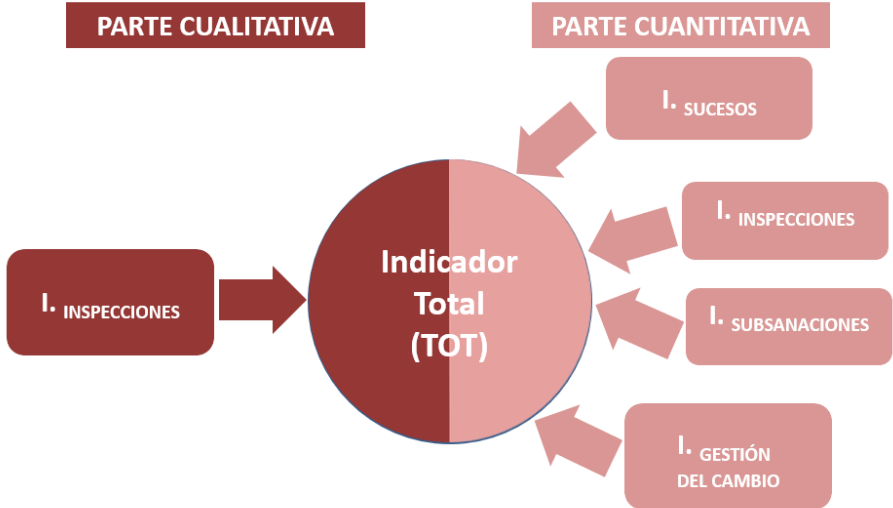 PARTE CUALITATIVA
PARTE CUANTITATIVA
I. SUCESOS
I. INSPECCIONES
I. INSPECCIONES
Indicador
Total
(TOT)
I. SUBSANACIONES
I. GESTIÓN
DEL CAMBIO